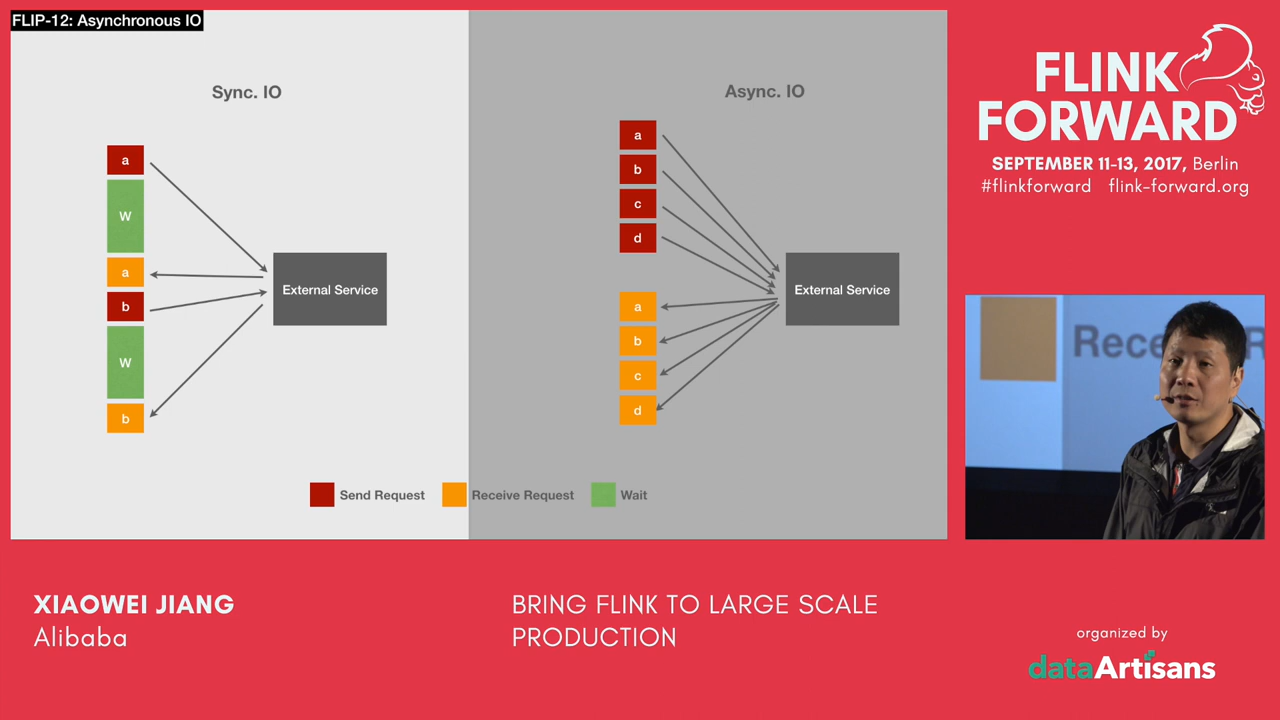 FLIP-12: Asynchronous IO
Sync. IO
a
W
a
b
W
b
External Service
Async. IO
a
b
c
d
a
b
c
d
External Service
Send Request
Receive Request
Wait
FLINK
FORWARD
SEPTEMBER 11-13, 2017, Berlin
#flinkforward flink-forward.org
Rece
XIAOWEI JIANG
Alibaba
BRING FLINK TO LARGE SCALE
PRODUCTION
organized by
dataArtisans